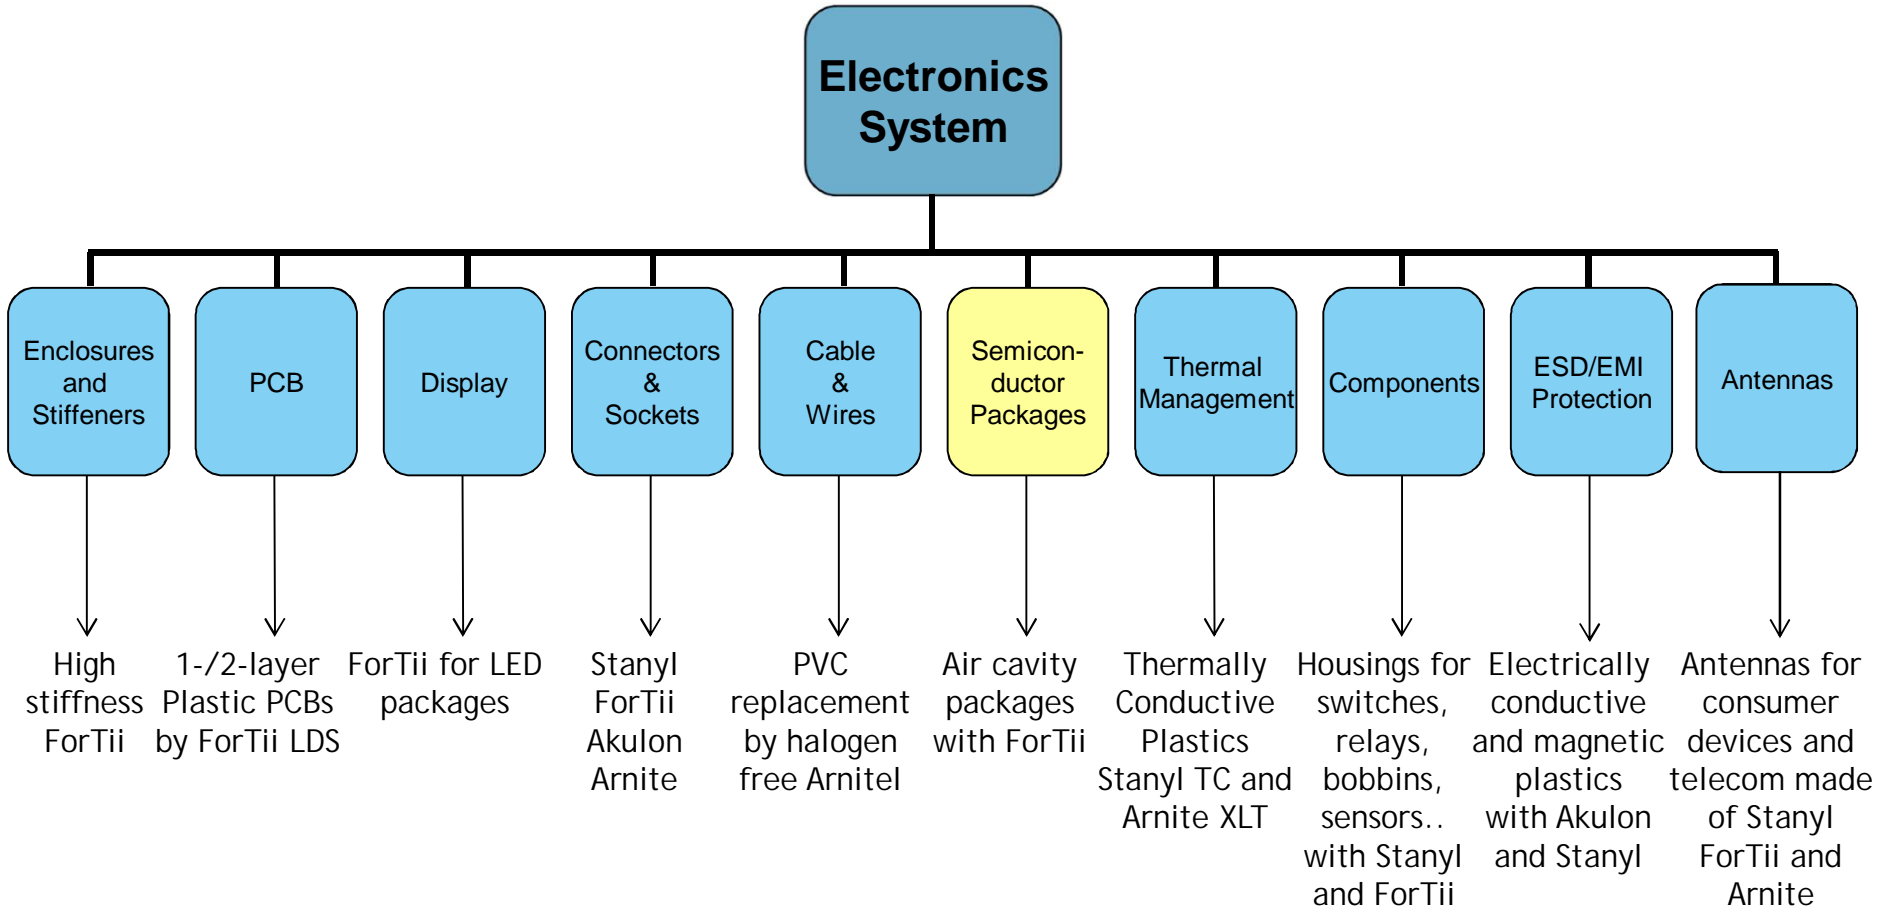 Electronics
System
Enclosures
and
Stiffeners
PCB
Display
Connectors
&
Sockets
Cable
&
Wires
Semicon-
ductor
Packages
Thermal
Management
Components
ESD/EMI
Protection
Antennas
High
stiffness
ForTii
1-/2-layer
Plastic PCBs
by ForTii LDS
ForTii for LED
packages
Stanyl
ForTii
Akulon
Arnite
PVC
replacement
by halogen
free Arnitel
Air cavity
packages
with ForTii
Thermally
Conductive
Plastics
Stanyl TC and
Arnite XLT
Housings for
switches,
relays,
bobbins,
sensors..
with Stanyl
and ForTii
Electrically
conductive
and magnetic
plastics
with Akulon
and Stanyl
Antennas for
consumer
devices and
telecom made
of Stanyl
ForTii and
Arnite